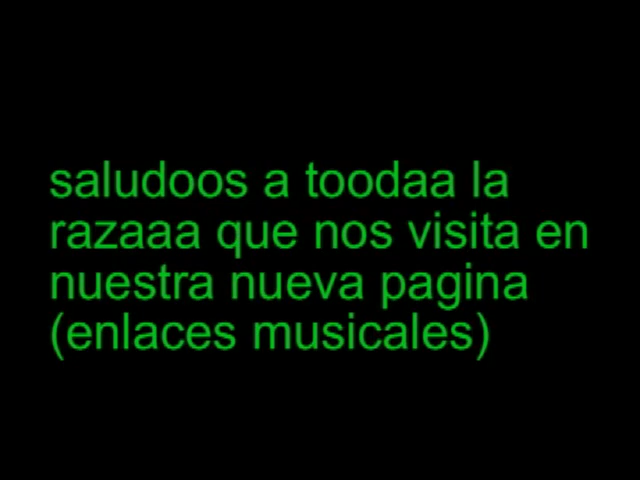 saludoos a toodaa la
razaaa que nos visita en
nuestra nueva pagina
(enlaces musicales)